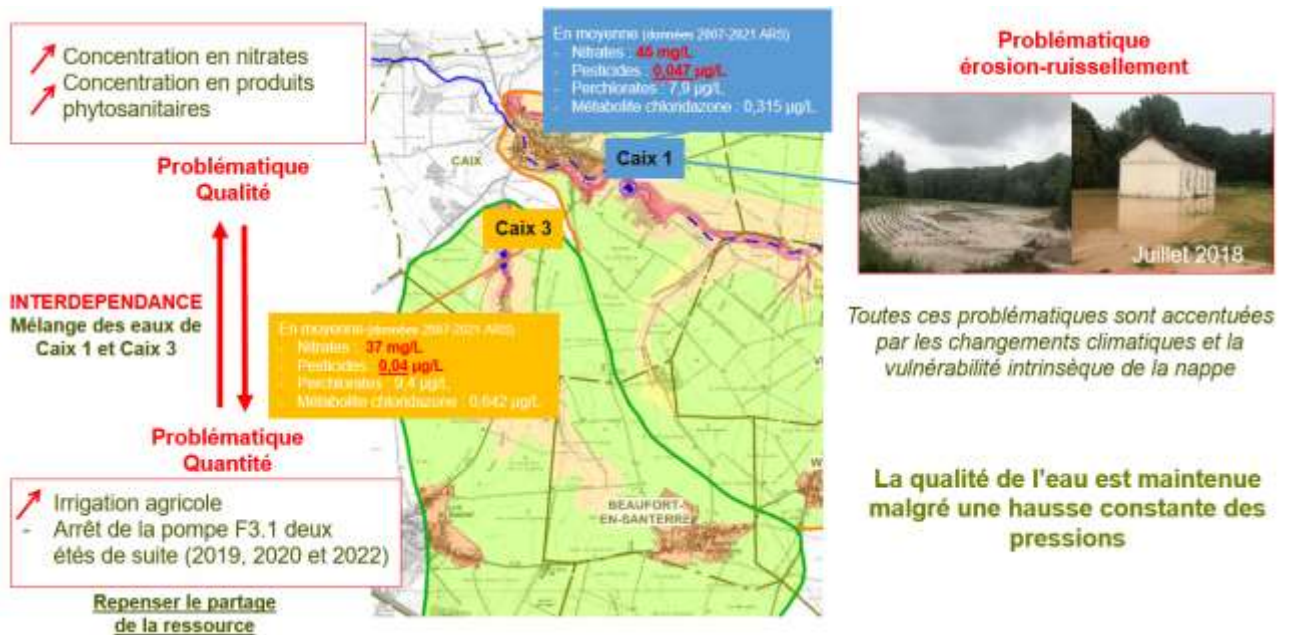 Concentration en nitrates
Concentration en produits
phytosanitaires
Problématique
Qualité
INTERDEPENDANCE
Mélange des eaux de
Caix 1 et Caix 3
Problématique
Quantité
Irrigation agricole
- Arrêt de la pompe F3.1 deux
étés de suite (2019, 2020 et 2022)
Repenser le partage
de la ressource
En moyenne (données 2007-2021 ARS)
- Nitrates : 46 mg/L
- Pesticides : 0,047 µg/L
- Perchlorates : 7,9 µg/L
- Métabolite chloridazone : 0,315 µg/L
CAIX
Caix 1
Caix 3
En moyenne (données 2007-2021 ARS)
- Nitrates : 37 mg/L
- Pesticides : 0,04 µg/L
- Perchlorates : 9,4 µg/L
- Métabolite chloridazone : 0,642 µg/L
BEAUFORT-
EN-SANTERRE
Problématique
érosion-ruissellement
Juillet 2018
Toutes ces problématiques sont accentuées
par les changements climatiques et la
vulnérabilité intrinsèque de la nappe
La qualité de l'eau est maintenue
malgré une hausse constante des
pressions